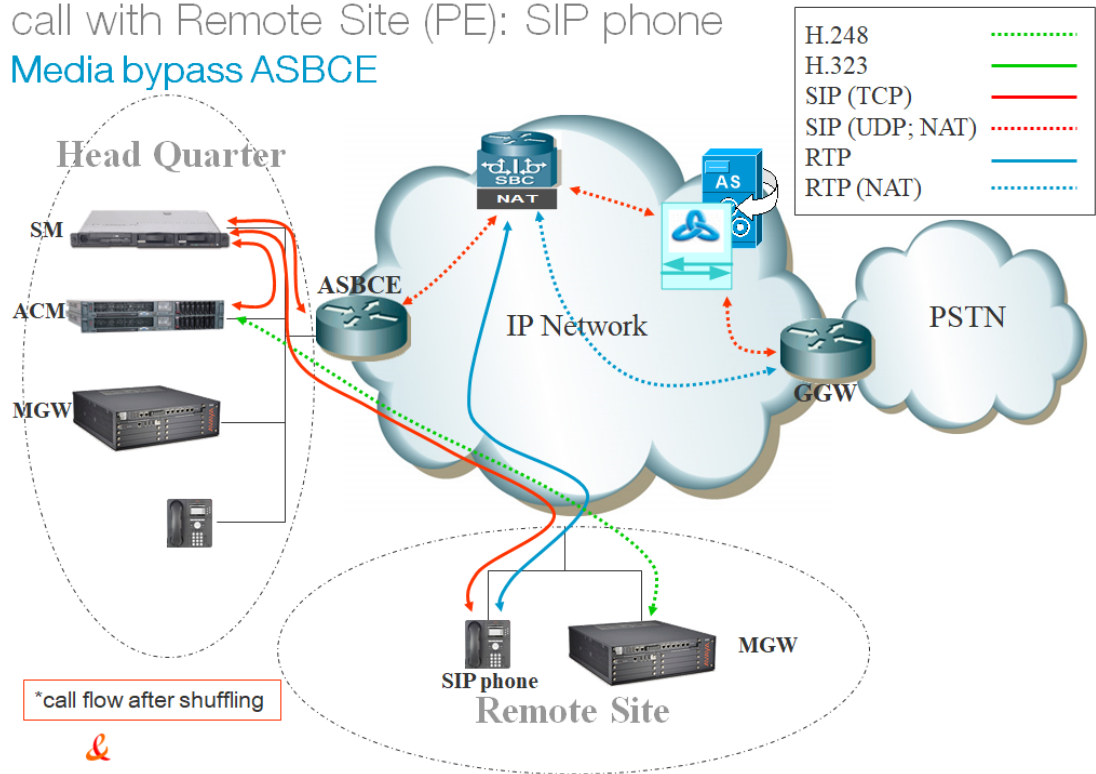 call with Remote Site (PE): SIP phone
Media bypass ASBCE
H.248
H.323
SIP (TCP)
SIP (UDP; NAT)
RTP
RTP (NAT)
Head Quarter
SM
ACM
MGW
ASBCE
SBC
NAT
AS
IP Network
GGW
PSTN
SIP phone
MGW
Remote Site
*call flow after shuffling
&